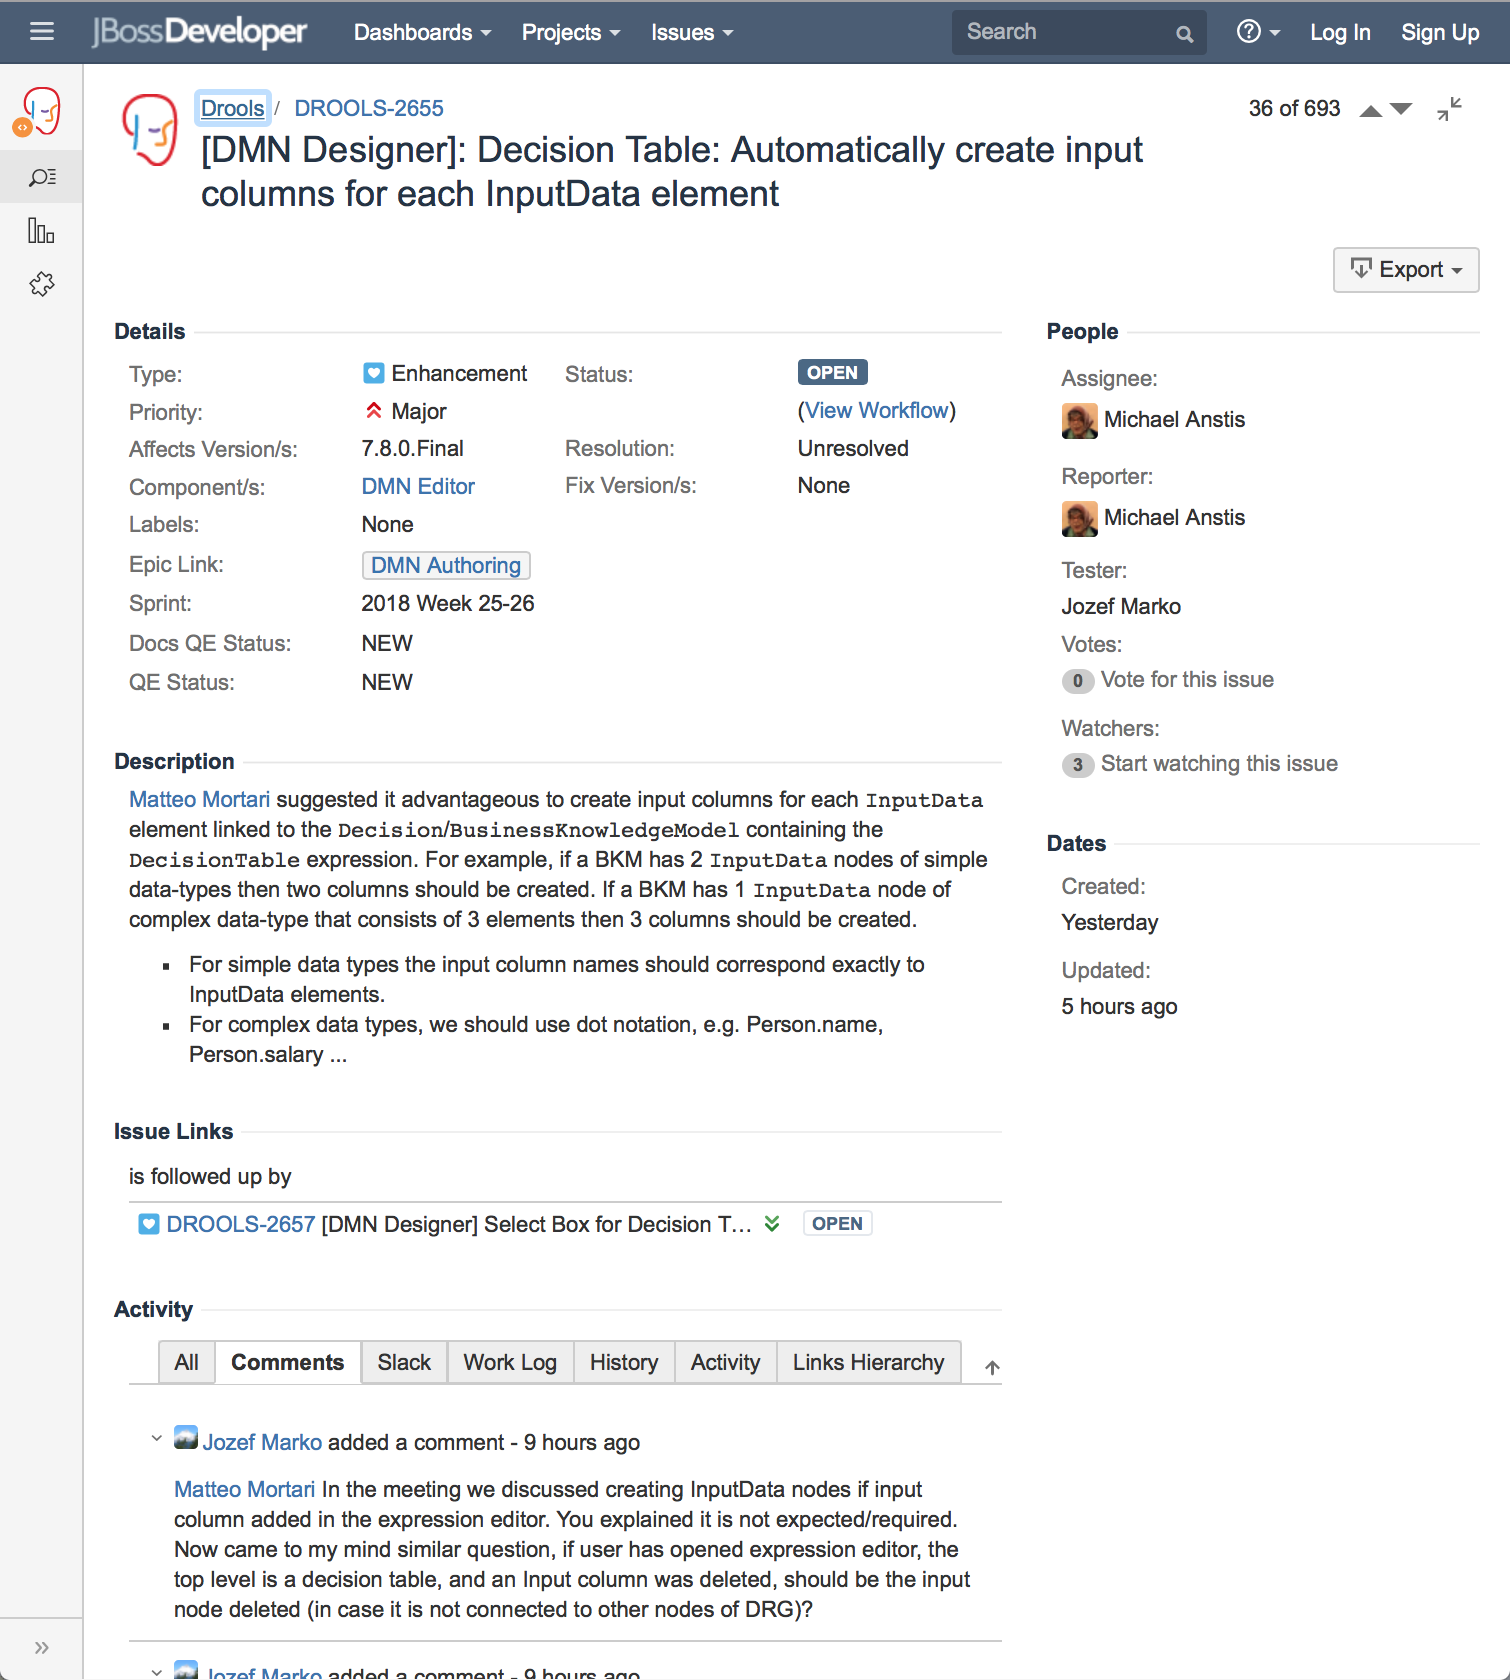 JBossDeveloper Dashboards Projects Issues Search Log In Sign Up
Drools / DROOLS-2655
36 of 693
[DMN Designer]: Decision Table: Automatically create input
columns for each InputData element
Export
Details
Type: Enhancement
Status: OPEN
(View Workflow)
Priority: Major
Affects Version/s: 7.8.0.Final
Resolution: Unresolved
Component/s: DMN Editor
Fix Version/s: None
Labels: None
Epic Link: DMN Authoring
Sprint: 2018 Week 25-26
Docs QE Status: NEW
QE Status: NEW
People
Assignee:
Michael Anstis
Reporter:
Michael Anstis
Tester:
Jozef Marko
Votes:
0 Vote for this issue
Watchers:
3 Start watching this issue
Dates
Created:
Yesterday
Updated:
5 hours ago
Description
Matteo Mortari suggested it advantageous to create input columns for each InputData
element linked to the Decision/BusinessKnowledgeModel containing the
DecisionTable expression. For example, if a BKM has 2 InputData nodes of simple
data-types then two columns should be created. If a BKM has 1 InputData node of
complex data-type that consists of 3 elements then 3 columns should be created.
▪ For simple data types the input column names should correspond exactly to
InputData elements.
▪ For complex data types, we should use dot notation, e.g. Person.name,
Person.salary ...
Issue Links
is followed up by
DROOLS-2657 [DMN Designer] Select Box for Decision T... OPEN
Activity
All Comments Slack Work Log History Activity Links Hierarchy
Jozef Marko added a comment - 9 hours ago
Matteo Mortari In the meeting we discussed creating InputData nodes if input
column added in the expression editor. You explained it is not expected/required.
Now came to my mind similar question, if user has opened expression editor, the
top level is a decision table, and an Input column was deleted, should be the input
node deleted (in case it is not connected to other nodes of DRG)?
Jozef Marko added a comment - 9 hours ago